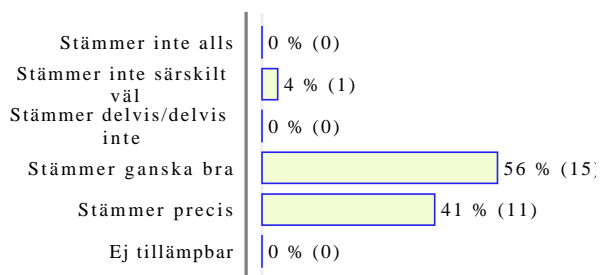 Stämmer inte alls
0 % (0)
Stämmer inte särskilt
väl
4 % (1)
Stämmer delvis/delvis
inte
0 % (0)
Stämmer ganska bra
56 % (15)
Stämmer precis
41 % (11)
Ej tillämpbar
0 % (0)